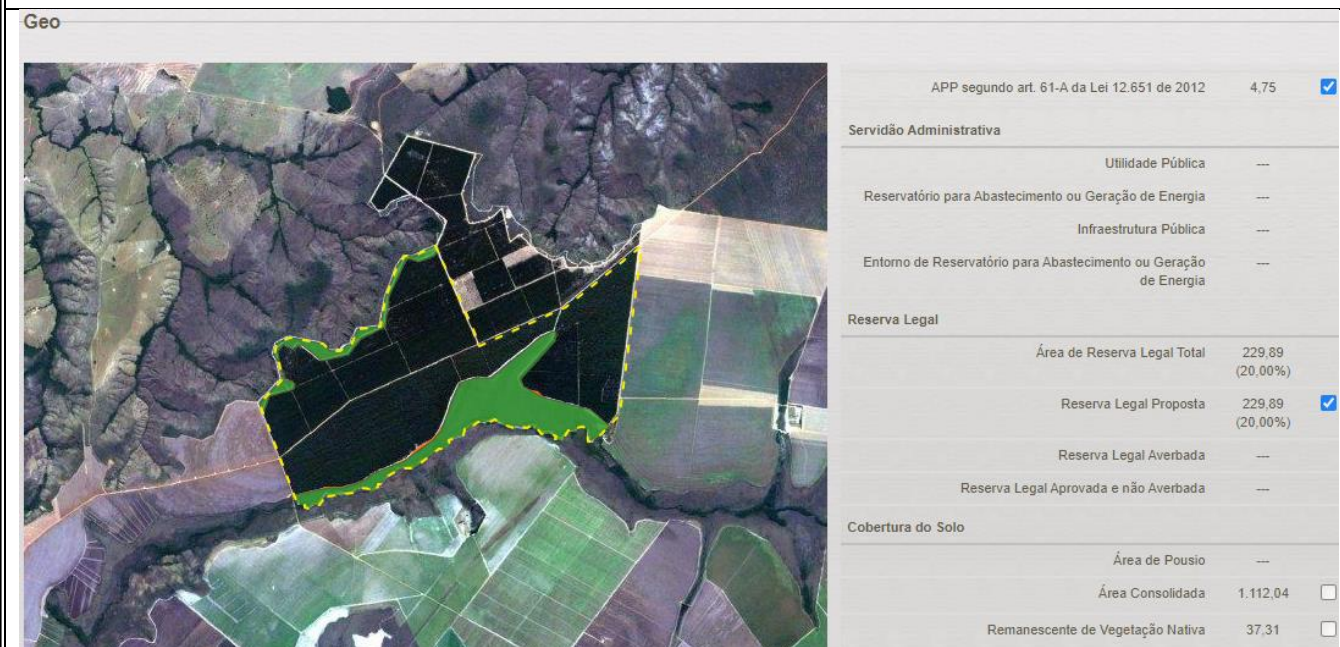 Geo
APP segundo art. 61-A da Lei 12.651 de 2012 4,75
Servidão Administrativa
Utilidade Pública ---
Reservatório para Abastecimento ou Geração de Energia ---
Infraestrutura Pública ---
Entorno de Reservatório para Abastecimento ou Geração ---
de Energia
Reserva Legal
Área de Reserva Legal Total 229,89
(20,00%)
Reserva Legal Proposta 229,89
(20,00%)
Reserva Legal Averbada ---
Reserva Legal Aprovada e não Averbada ---
Cobertura do Solo
Área de Pousio ---
Área Consolidada 1.112,04
Remanescente de Vegetação Nativa 37,31